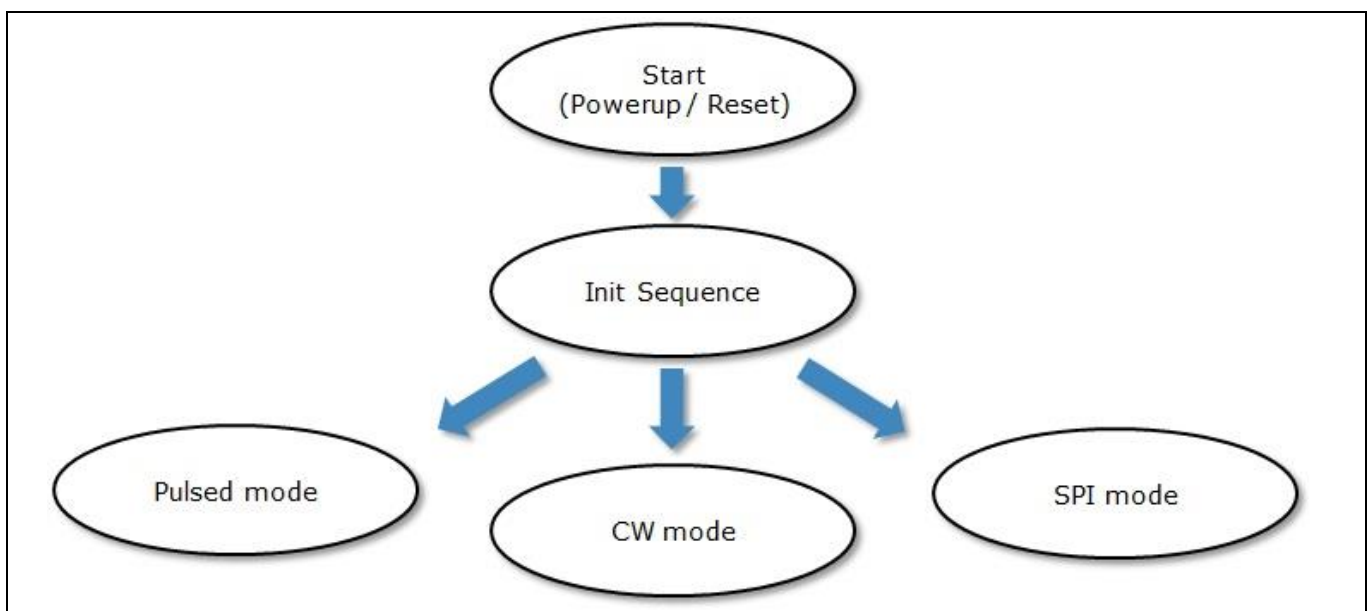 Start
(Powerup / Reset)
Init Sequence
Pulsed mode
CW mode
SPI mode